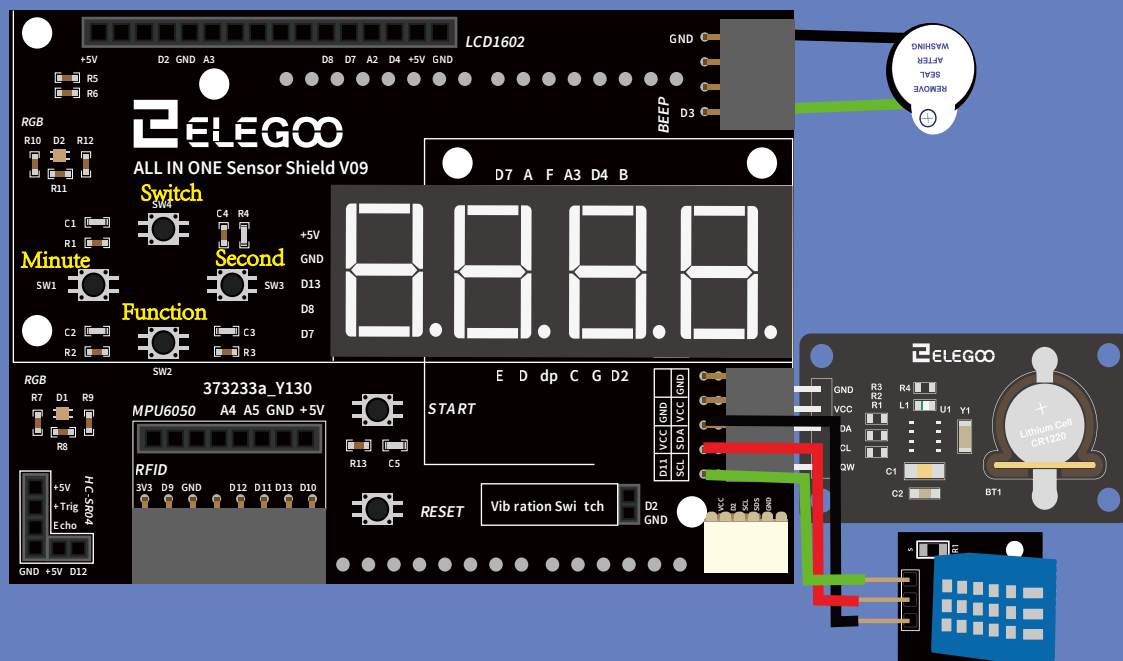 LCD1602
+5V D2 GND A3 D8 D7 A2 D4 +5V GND
GND
BEEP
D3
REMOVE
SEAL
AFTER
WASHING
R5
R6
RGB
R10 D2 R12
R11
ELEGOO
ALL IN ONE Sensor Shield V09
D7 A F A3 D4 B
Switch
SW4
C1
R1
C4 R4
Minute
SW1
Second
SW3
Function
SW2
C2
R2
C3
R3
+5V
GND
D13
D8
D7
E D dp C G D2
RGB
R7 D1 R9
R8
373233a_Y130
MPU6050 A4 A5 GND +5V
RFID
3V3 D9 GND D12 D11 D13 D10
START
R13 C5
RESET
Vib ration Swi tch
D2
GND
HC-SR04
+5V
+Trig
Echo
GND +5V D12
GND
GND VCC
VCC SDA
D11 SCL
VCC D2 SCL SDS GND
ELEGOO
GND
VCC
DA
CL
QW
R3
R2
R1
R4
L1
U1
Y1
C1
C2
BT1
Lithium Cell
CR1220
S
R1